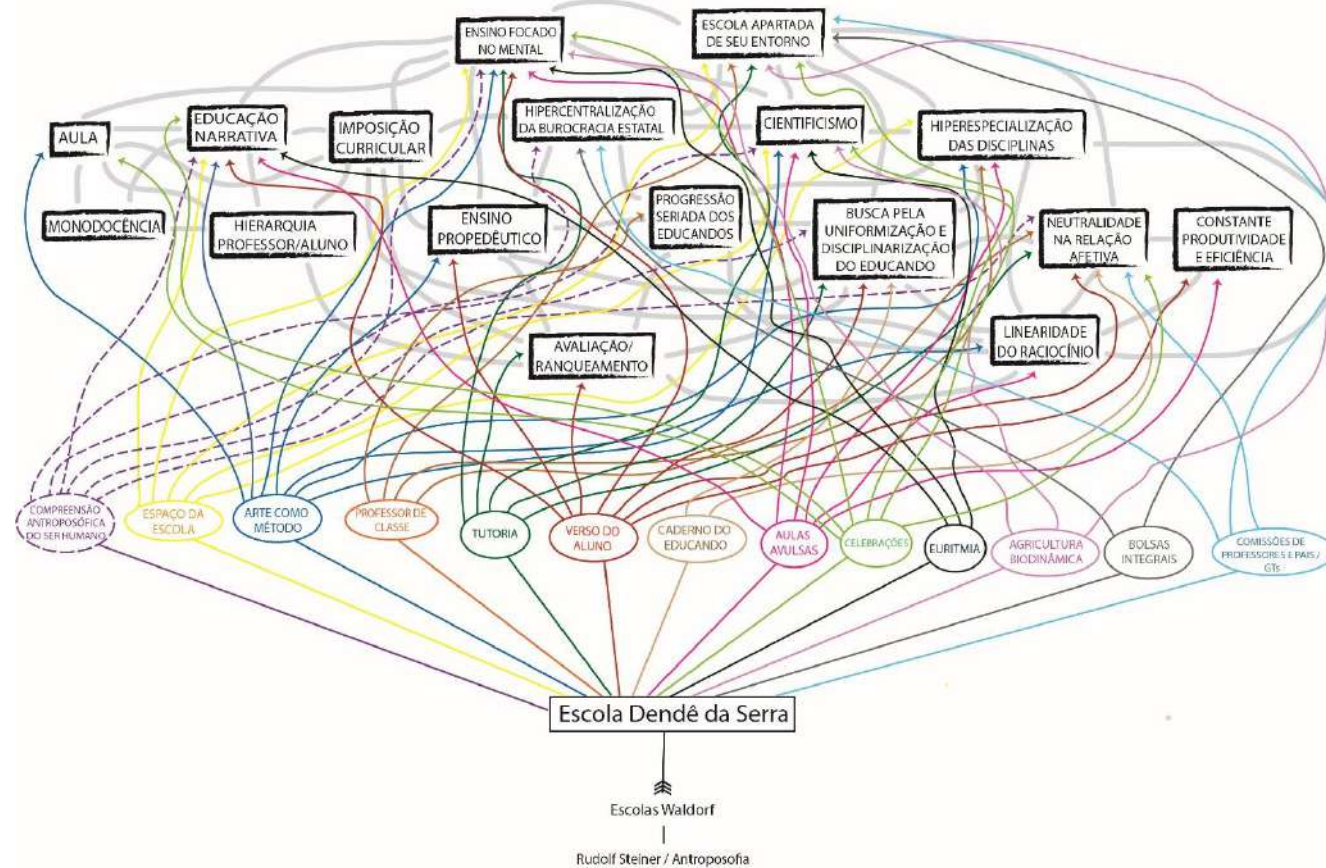 ENSINO FOCADO
NO MENTAL
ESCOLA APARTADA
DE SEU ENTORNO
AULA
EDUCAÇÃO
NARRATIVA
IMPOSIÇÃO
CURRICULAR
HIPERCENTRALIZAÇÃO
DA BUROCRACIA ESTATAL
CIENTIFICISMO
HIPERESPECIALIZAÇÃO
DAS DISCIPLINAS
MONODOCÊNCIA
HIERARQUIA
PROFESSOR/ALUNO
ENSINO
PROPEDÊUTICO
PROGRESSÃO
SERIADA DOS
EDUCANDOS
BUSCA PELA
UNIFORMIZAÇÃO E
DISCIPLINARIZAÇÃO
DO EDUCANDO
NEUTRALIDADE
NA RELAÇÃO
AFETIVA
CONSTANTE
PRODUTIVIDADE
E EFICIÊNCIA
AVALIAÇÃO/
RANQUEAMENTO
LINEARIDADE
DO RACIOCÍNIO
COMPREENSÃO
ANTROPOSÓFICA
DO SER HUMANO
ESPAÇO DA
ESCOLA
ARTE COMO
MÉTODO
PROFESSOR DE
CLASSE
TUTORIA
VERSO DO
ALUNO
CADERNO DO
EDUCANDO
AULAS
AVULSAS
CELEBRAÇÕES
EURITMIA
AGRICULTURA
BIODINÂMICA
BOLSAS
INTEGRAIS
COMISSÕES DE
PROFESSORES E PAIS /
GTs
Escola Dendê da Serra
Escolas Waldorf
Rudolf Steiner / Antroposofia